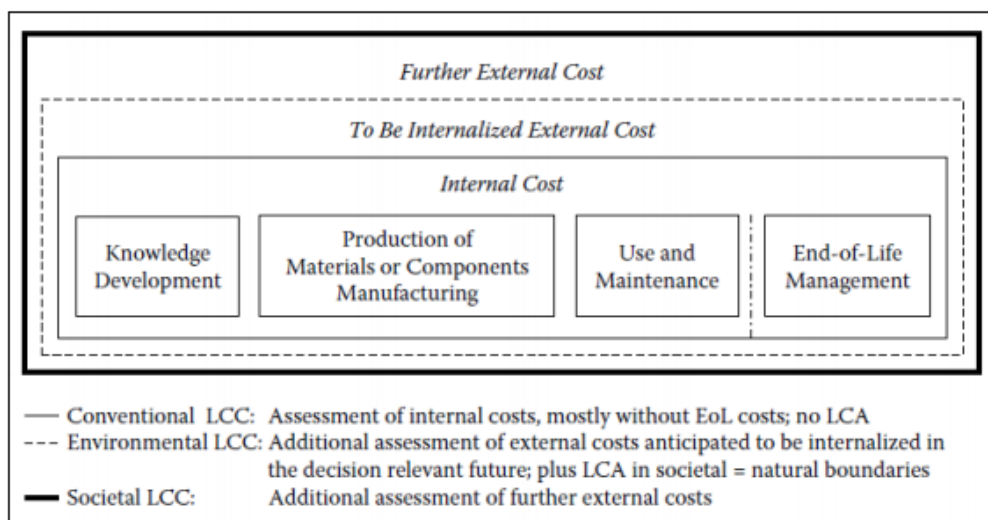 Further External Cost
To Be Internalized External Cost
Internal Cost
Knowledge
Development
Production of
Materials or Components
Manufacturing
Use and
Maintenance
End-of-Life
Management
Conventional LCC: Assessment of internal costs, mostly without EoL costs; no LCA
Environmental LCC: Additional assessment of external costs anticipated to be internalized in
the decision relevant future; plus LCA in societal = natural boundaries
Societal LCC: Additional assessment of further external costs